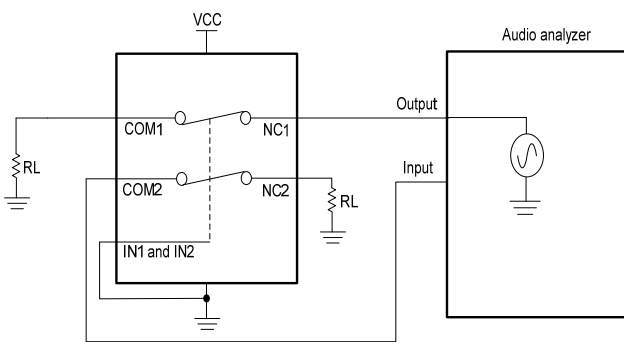 VCC
Audio analyzer
Output
COM1
NC1
Input
RL
COM2
NC2
RL
IN1 and IN2